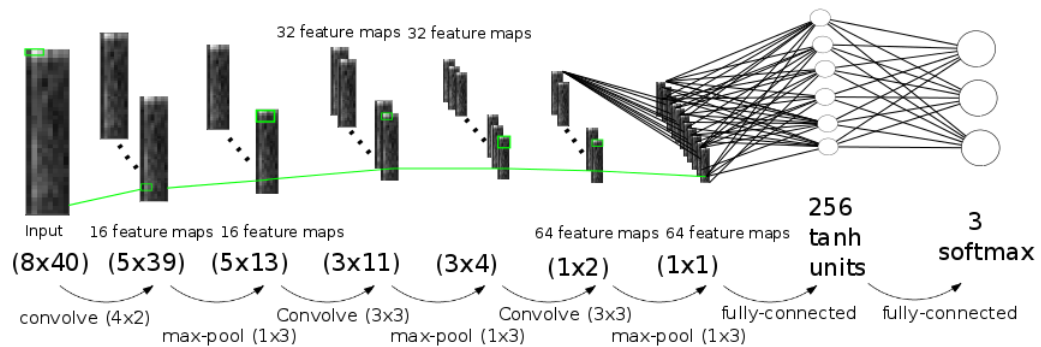 32 feature maps 32 feature maps
Input
16 feature maps 16 feature maps
64 feature maps 64 feature maps
256
tanh
units
3
softmax
(8x40) (5x39) (5x13) (3x11) (3x4) (1x2) (1x1)
convolve (4x2)
max-pool (1x3)
Convolve (3x3)
max-pool (1x3)
Convolve (3x3)
max-pool (1x3)
fully-connected
fully-connected